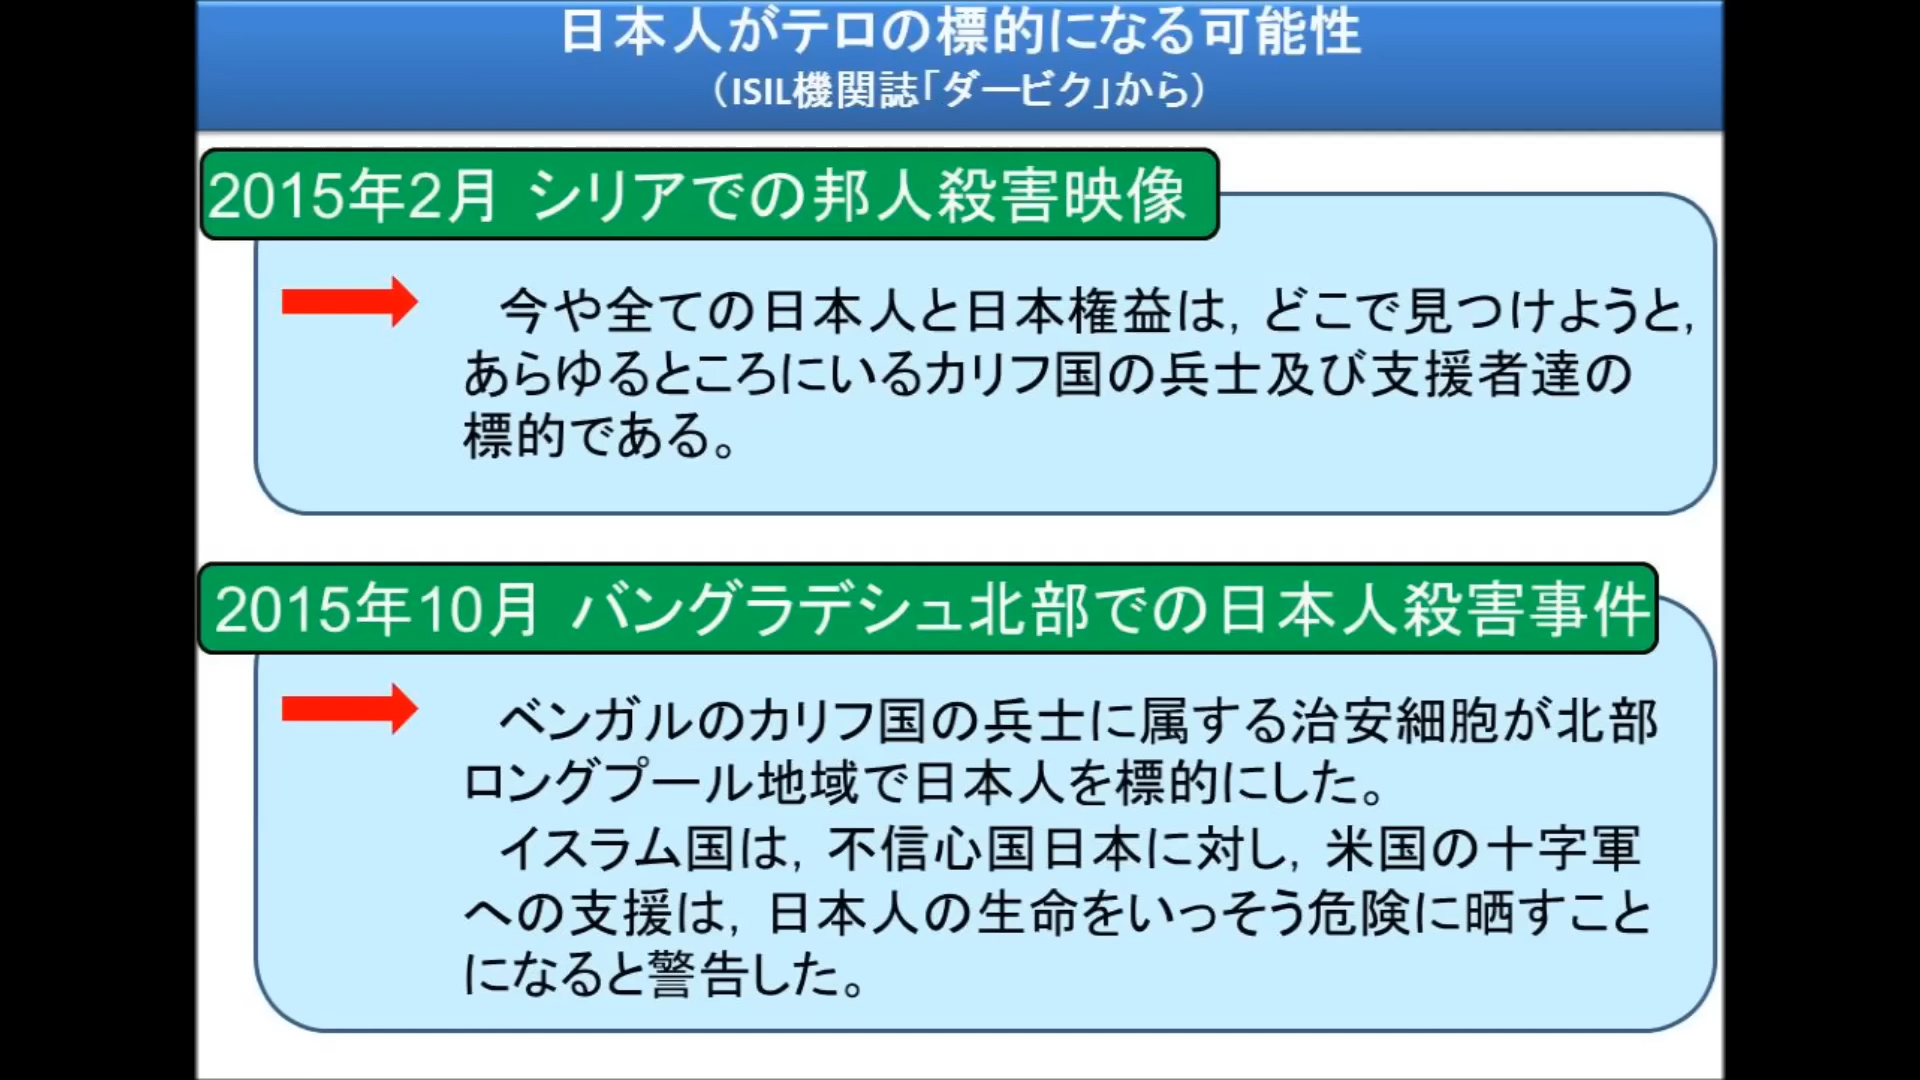 日本人がテロの標的になる可能性
（ISIL機関誌「ダービク」から）
2015年2月 シリアでの邦人殺害映像
今や全ての日本人と日本権益は，どこで見つけようと，
あらゆるところにいるカリフ国の兵士及び支援者達の
標的である。
2015年10月 バングラデシュ北部での日本人殺害事件
ベンガルのカリフ国の兵士に属する治安細胞が北部
ロングプール地域で日本人を標的にした。
イスラム国は，不信心国日本に対し，米国の十字軍
への支援は，日本人の生命をいっそう危険に晒すこと
になると警告した。